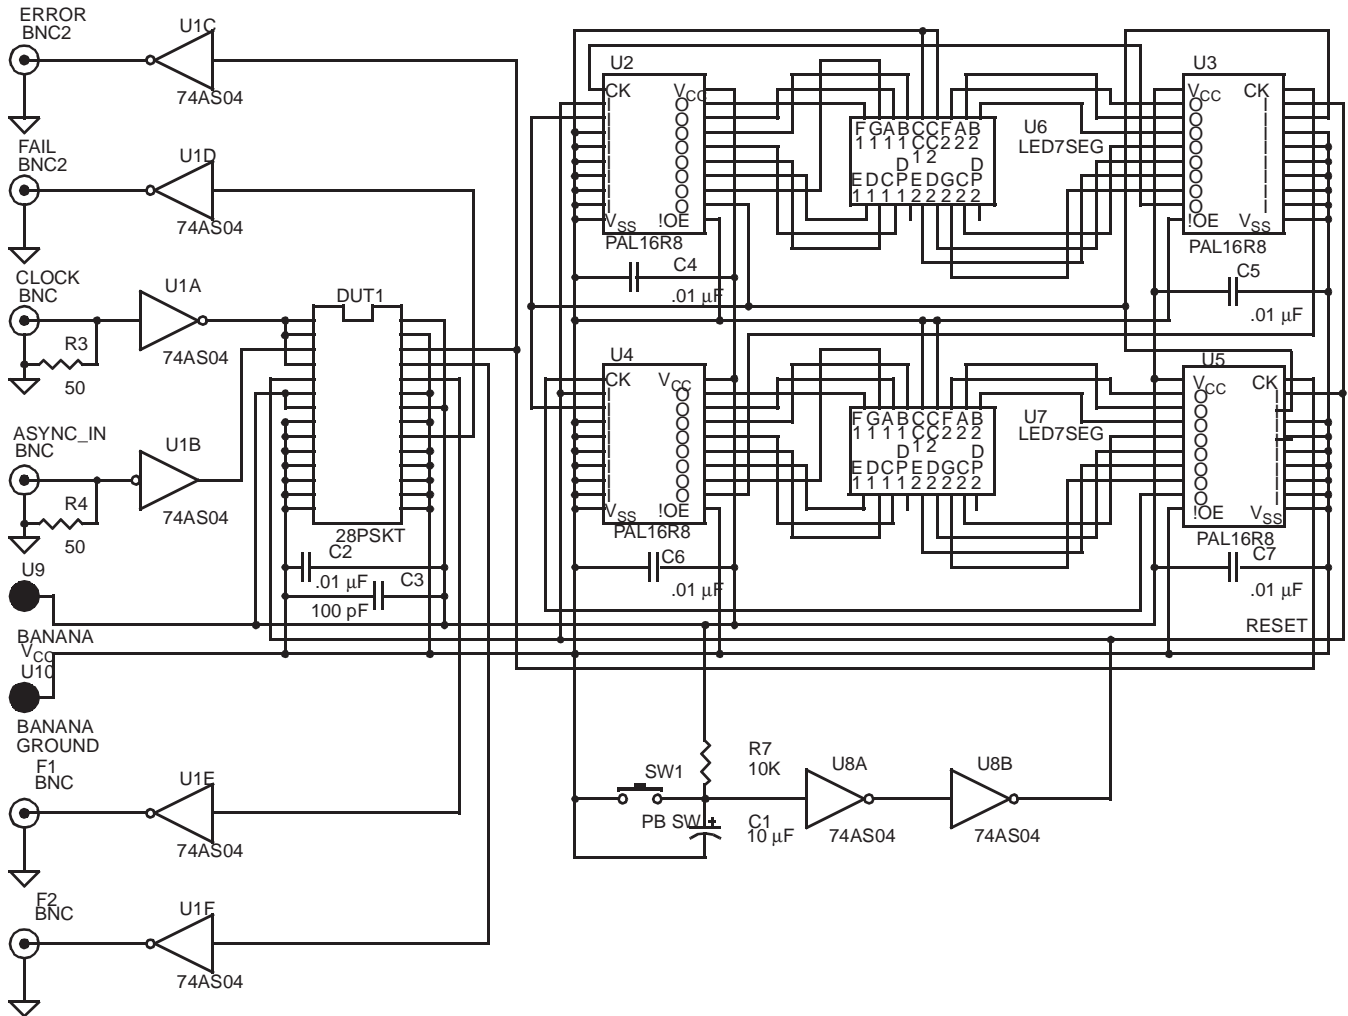 ERROR
BNC2
U1C
74AS04
FAIL
BNC2
U1D
74AS04
CLOCK
BNC
U1A
74AS04
R3
50
DUT1
28PSKT
ASYNC_IN
BNC
U1B
74AS04
R4
50
C2
.01 µF
C3
100 pF
U9
BANANA
VCC
U10
BANANA
GROUND
F1
BNC
U1E
74AS04
F2
BNC
U1F
74AS04
U2
CK VCC
I O
I O
I O
I O
I O
I O
I O
I O
VSS !OE
PAL16R8
C4
.01 µF
U6
LED7SEG
F G A B C C F A B
1 1 1 1 C C 2 2 2
1 2
D D
E D C P E D G C P
1 1 1 1 2 2 2 2 2
U3
VCC CK
O I
O I
O I
O I
O I
O I
O I
O I
!OE VSS
PAL16R8
C5
.01 µF
U4
CK VCC
I O
I O
I O
I O
I O
I O
I O
I O
VSS !OE
PAL16R8
C6
.01 µF
U7
LED7SEG
F G A B C C F A B
1 1 1 1 C C 2 2 2
D 1 2 D
E D C P E D G C P
1 1 1 1 2 2 2 2 2
U5
VCC CK
O I
O I
O I
O I
O I
O I
O I
O I
!OE VSS
PAL16R8
C7
.01 µF
RESET
SW1
PB SW
R7
10K
+
C1
10 µF
U8A
74AS04
U8B
74AS04